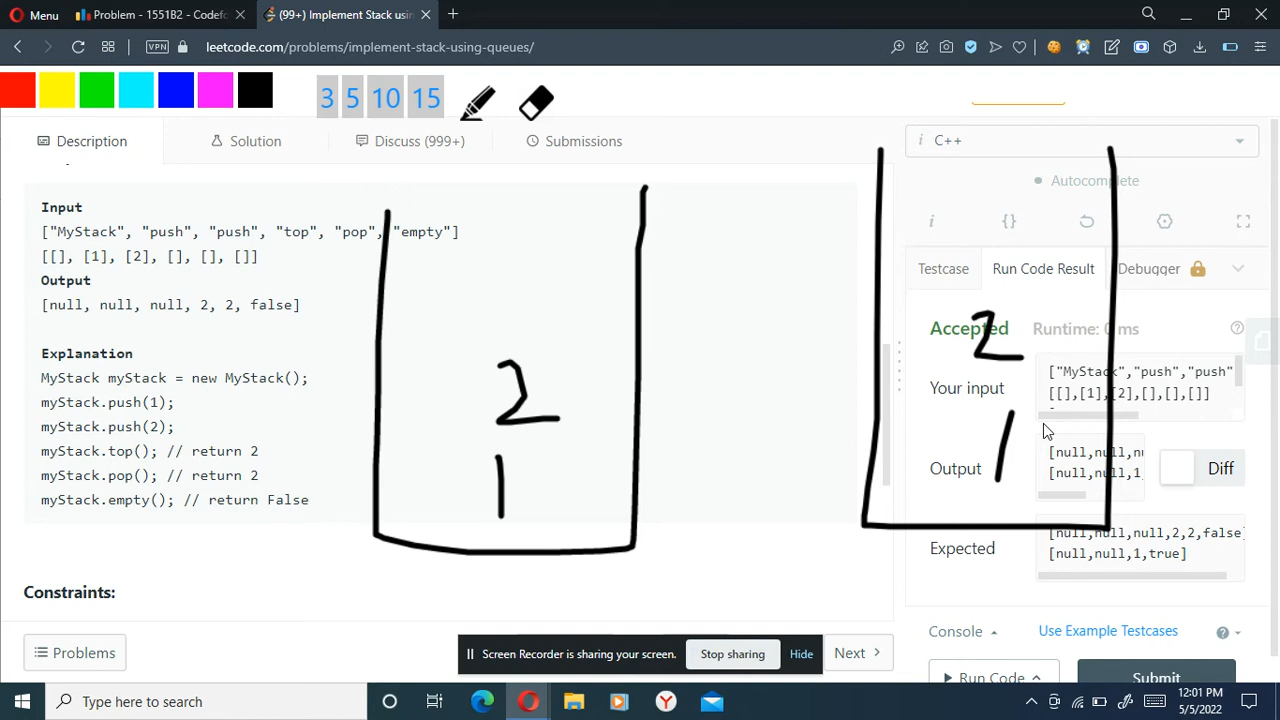 Menu
Problem - 1551B2 - Codef
(99+) Implement Stack usin
VPN
leetcode.com/problems/implement-stack-using-queues/
3 5 10 15
Description
Solution
Discuss (999+)
Submissions
i C++
Autocomplete
Input
["MyStack", "push", "push", "top", "pop", "empty"]
[[], [1], [2], [], [], []]
Output
[null, null, null, 2, 2, false]
Explanation
MyStack myStack = new MyStack();
myStack.push(1);
myStack.push(2);
myStack.top(); // return 2
myStack.pop(); // return 2
myStack.empty(); // return False
Constraints:
2
1
i {}
Testcase
Run Code Result
Debugger
Accepted Runtime: 0 ms
2
Your input
["MyStack","push","push"
[[],[1],[2],[],[],[]]
1
Output
[null,null,nu
[null,null,1
Diff
Expected
[null,null,null,2,2,false]
[null,null,1,true]
Console
Use Example Testcases
Problems
Screen Recorder is sharing your screen.
Stop sharing
Hide
Next
Run Code
Submit
Type here to search
12:01 PM
5/5/2022